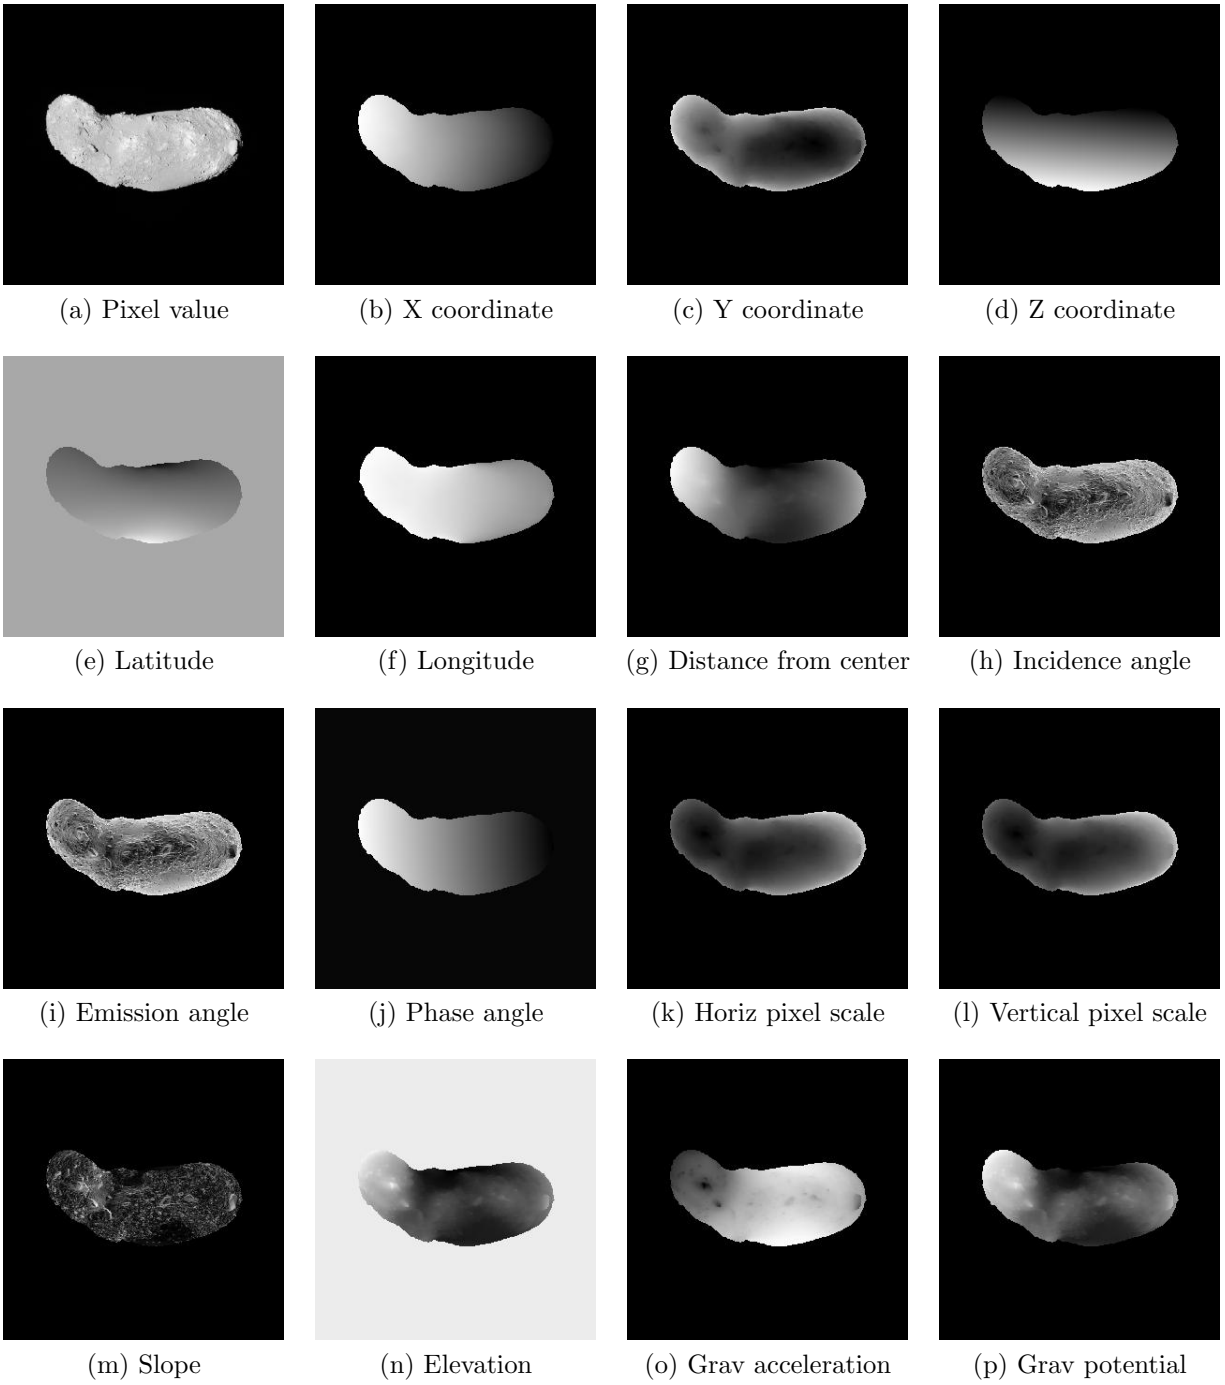 (a) Pixel value
(b) X coordinate
(c) Y coordinate
(d) Z coordinate
(e) Latitude
(f) Longitude
(g) Distance from center
(h) Incidence angle
(i) Emission angle
(j) Phase angle
(k) Horiz pixel scale
(l) Vertical pixel scale
(m) Slope
(n) Elevation
(o) Grav acceleration
(p) Grav potential